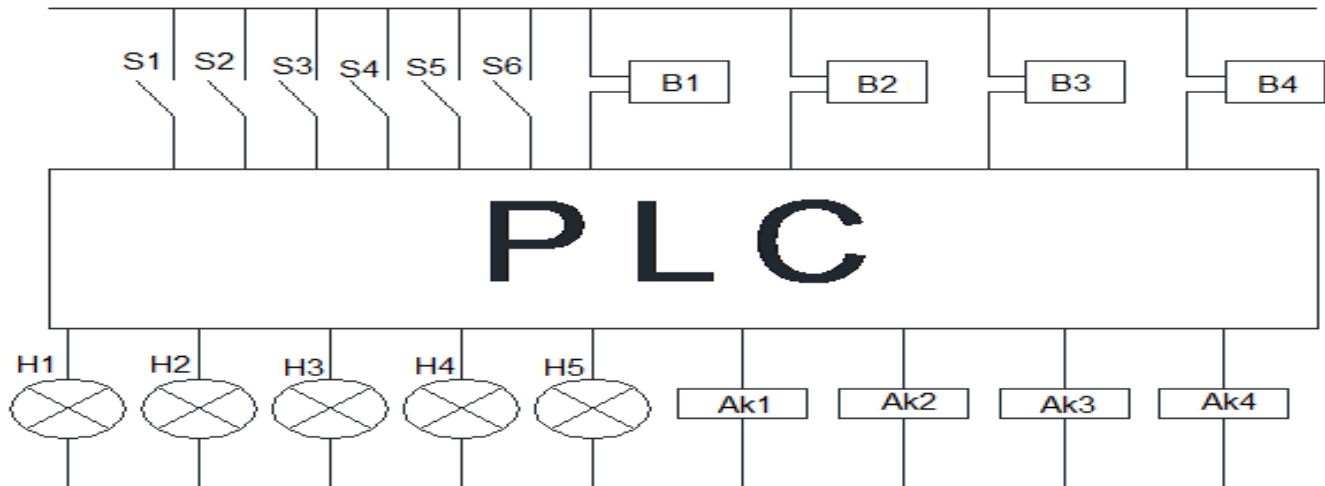 S1 S2 S3 S4 S5 S6 B1 B2 B3 B4
PLC
H1 H2 H3 H4 H5 Ak1 Ak2 Ak3 Ak4